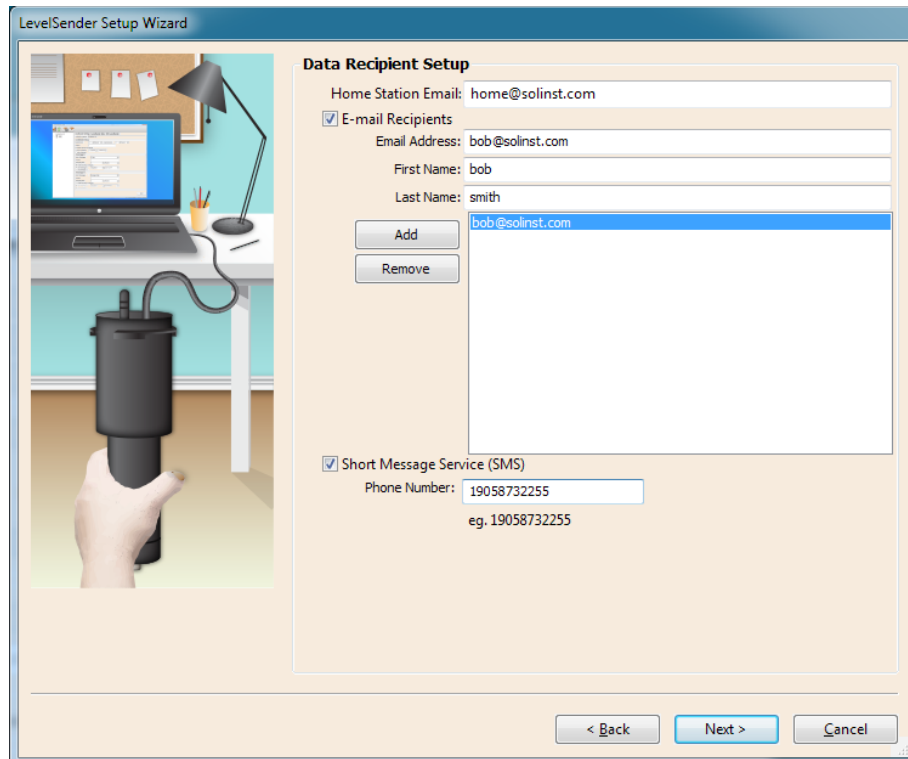 LevelSender Setup Wizard
Data Recipient Setup
Home Station Email: home@solinst.com
E-mail Recipients
Email Address: bob@solinst.com
First Name: bob
Last Name: smith
bob@solinst.com
Add
Remove
Short Message Service (SMS)
Phone Number: 19058732255
eg. 19058732255
< Back Next > Cancel